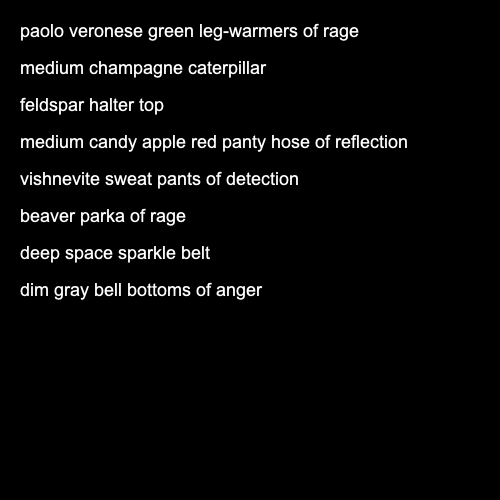 paolo veronese green leg-warmers of rage
medium champagne caterpillar
feldspar halter top
medium candy apple red panty hose of reflection
vishnevite sweat pants of detection
beaver parka of rage
deep space sparkle belt
dim gray bell bottoms of anger